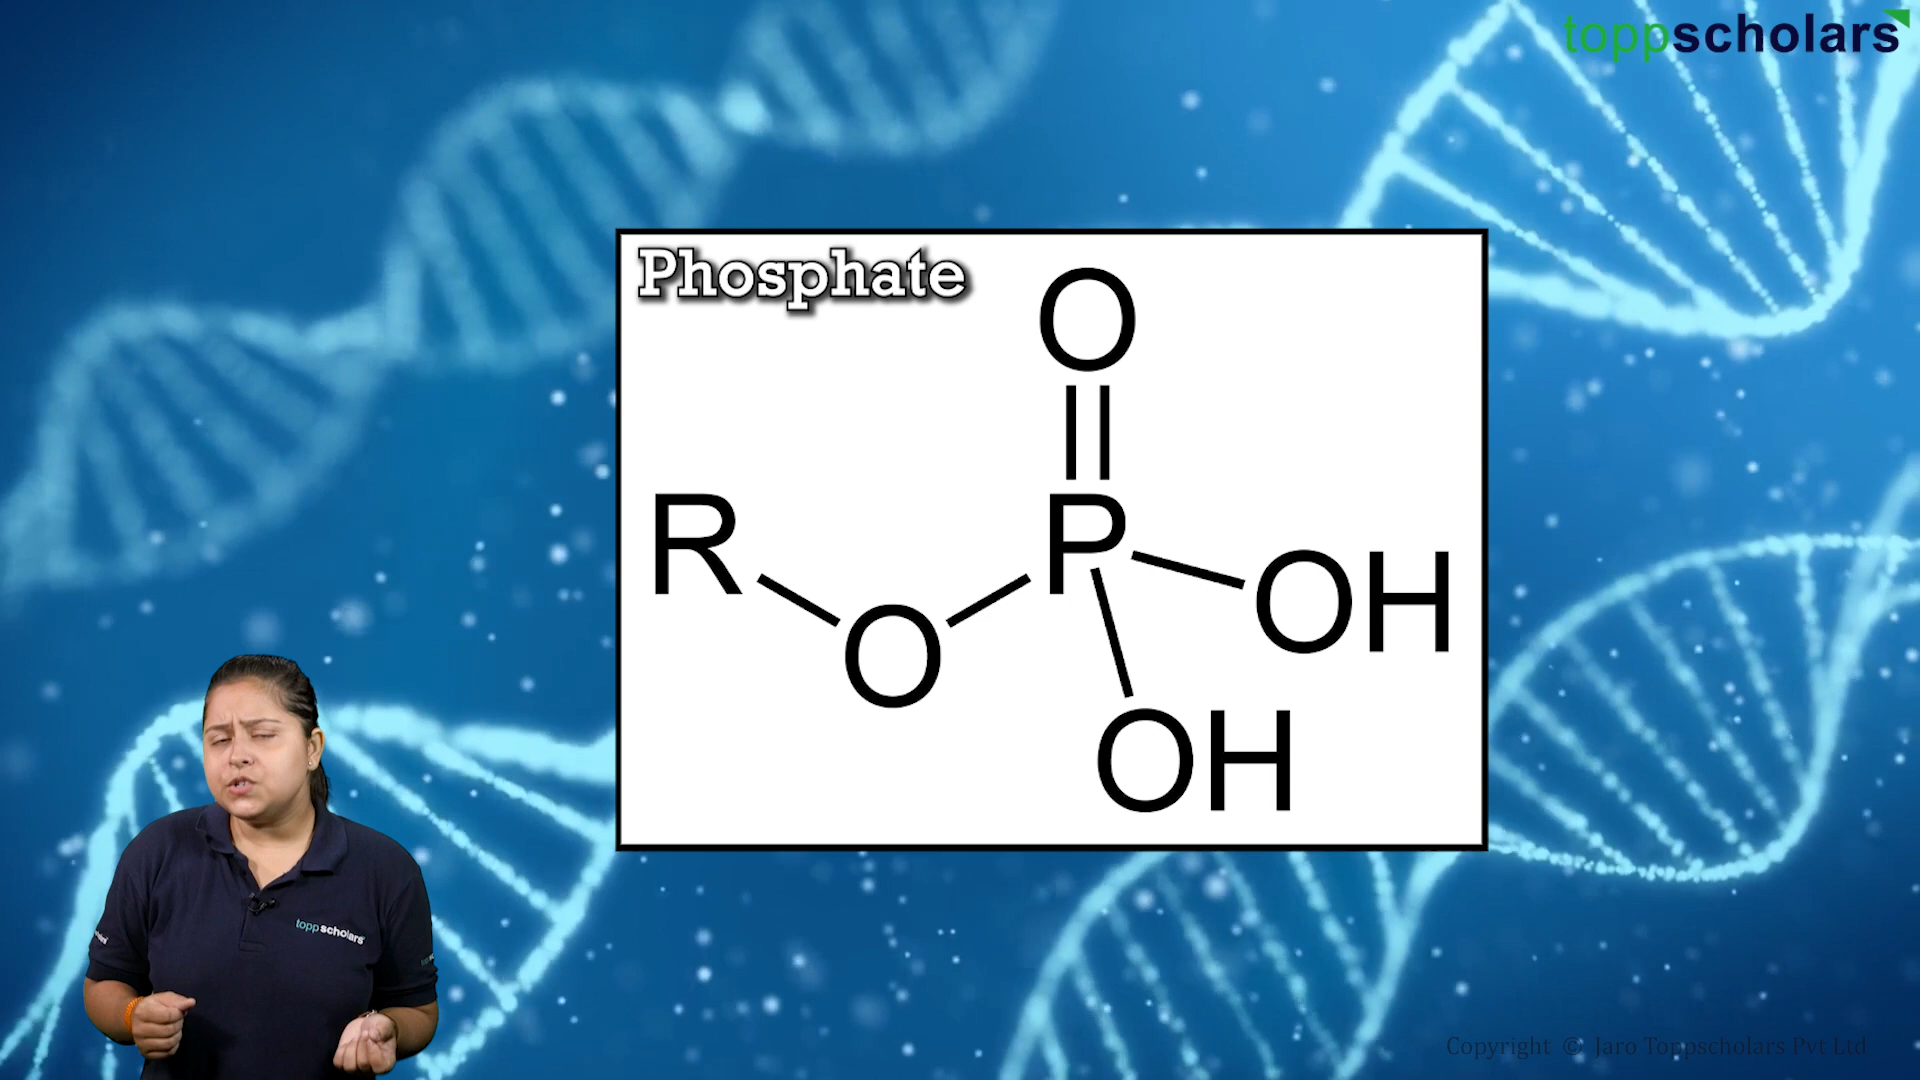 toppscholars
Phosphate
O
R
P
OH
O
OH
toppscholars
Copyright © Jaro Toppscholars Pvt Ltd